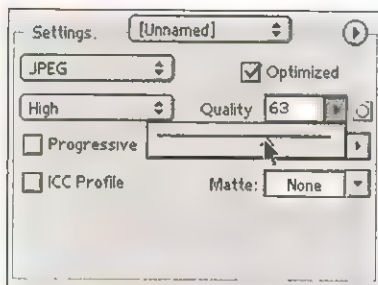 Settings. [Unnamed]
JPEG Optimized
High Quality 63
Progressive
ICC Profile Matte: None